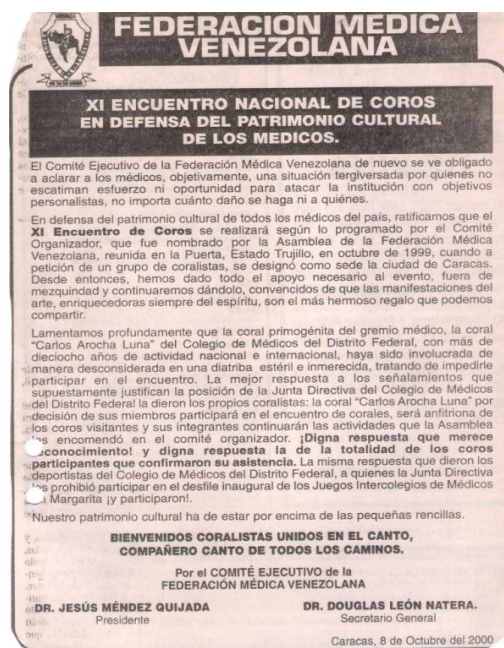 FEDERACION MEDICA
VENEZOLANA
XI ENCUENTRO NACIONAL DE COROS
EN DEFENSA DEL PATRIMONIO CULTURAL
DE LOS MEDICOS.
El Comité Ejecutivo de la Federación Médica Venezolana de nuevo se ve obligado
a aclarar a los médicos, objetivamente, una situación tergiversada por quienes no
escatiman esfuerzo ni oportunidad para atacar la institución con objetivos
personalistas, no importa cuánto daño se haga ni a quiénes.
En defensa del patrimonio cultural de todos los médicos del país, ratificamos que el
XI Encuentro de Coros se realizará según lo programado por el Comité
Organizador, que fue nombrado por la Asamblea de la Federación Médica
Venezolana, reunida en la Puerta, Estado Trujillo, en octubre de 1999, cuando a
petición de un grupo de coralistas, se designó como sede la ciudad de Caracas.
Desde entonces, hemos dado todo el apoyo necesario al evento, fuera de
mezquindad y continuaremos dándolo, convencidos de que las manifestaciones del
arte, enriquecedoras siempre del espíritu, son el más hermoso regalo que podemos
compartir.
Lamentamos profundamente que la coral primogénita del gremio médico, la coral
“Carlos Arocha Luna” del Colegio de Médicos del Distrito Federal, con más de
dieciocho años de actividad nacional e internacional, haya sido involucrada de
manera desconsiderada en una diatriba estéril e inmerecida, tratando de impedirle
participar en el encuentro. La mejor respuesta a los señalamientos que
supuestamente justifican la posición de la Junta Directiva del Colegio de Médicos
del Distrito Federal la dieron los propios coralistas: la coral “Carlos Arocha Luna” por
decisión de sus miembros participará en el encuentro de corales, será anfitriona de
los coros visitantes y sus integrantes continuarán las actividades que la Asamblea
les encomendó en el comité organizador. ¡Digna respuesta que merece
reconocimiento! y digna respuesta la de la totalidad de los coros
participantes que confirmaron su asistencia. La misma respuesta que dieron los
deportistas del Colegio de Médicos del Distrito Federal, a quienes la Junta Directiva
les prohibió participar en el desfile inaugural de los Juegos Intercolegios de Médicos
Margarita ¡y participaron!.
Nuestro patrimonio cultural ha de estar por encima de las pequeñas rencillas.
BIENVENIDOS CORALISTAS UNIDOS EN EL CANTO,
COMPAÑERO CANTO DE TODOS LOS CAMINOS.
Por el COMITÉ EJECUTIVO de la
FEDERACIÓN MÉDICA VENEZOLANA
DR. JESÚS MÉNDEZ QUIJADA
Presidente
DR. DOUGLAS LEÓN NATERA.
Secretario General
Caracas, 8 de Octubre del 2000